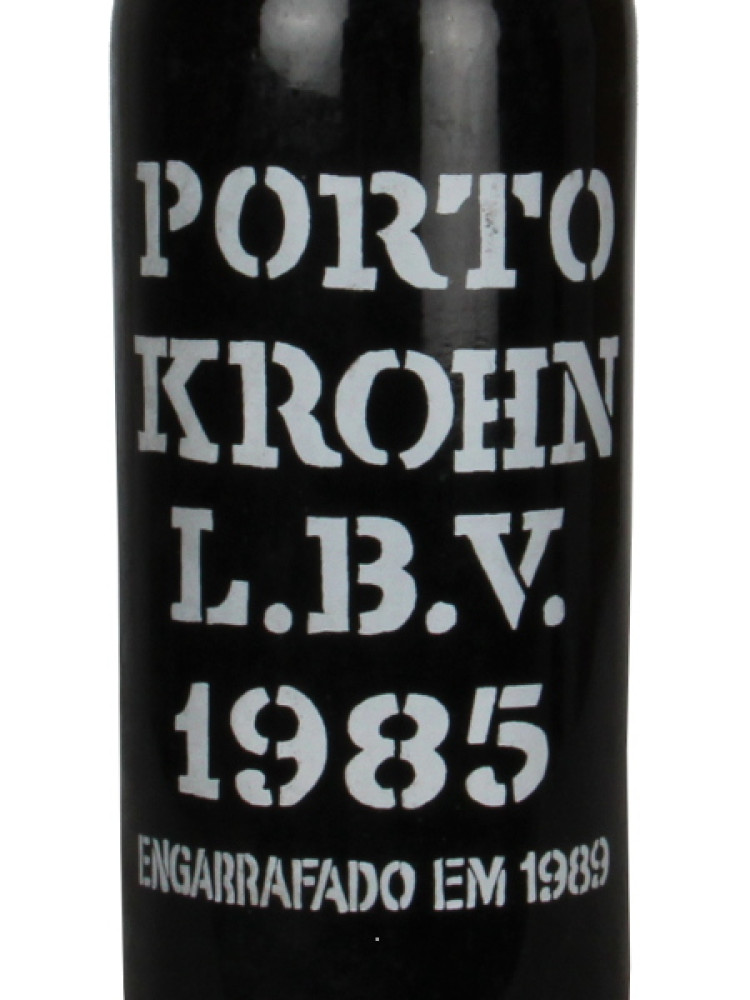 PORTO
KROHN
L.B.V.
1985
ENGARRAFADO EM 1989